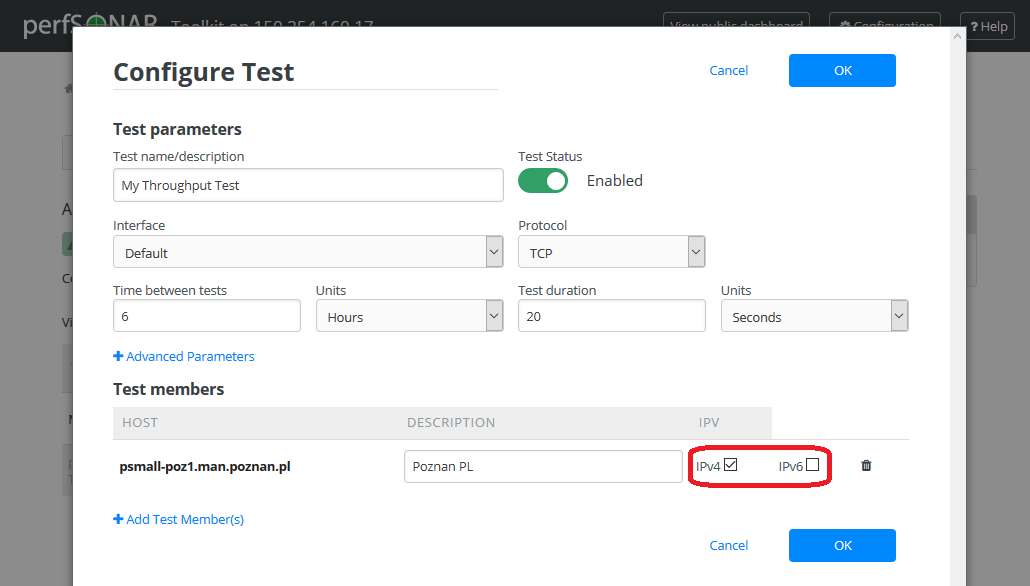 perfSONAR Toolkit on 150.254.160.17 View public dashboard Configuration ? Help
Configure Test Cancel OK
Test parameters
Test name/description Test Status
My Throughput Test Enabled
Interface Protocol
Default TCP
Time between tests Units Test duration Units
6 Hours 20 Seconds
+ Advanced Parameters
Test members
HOST DESCRIPTION IPV
psmall-poz1.man.poznan.pl Poznan PL IPv4 IPv6
+ Add Test Member(s)
Cancel OK